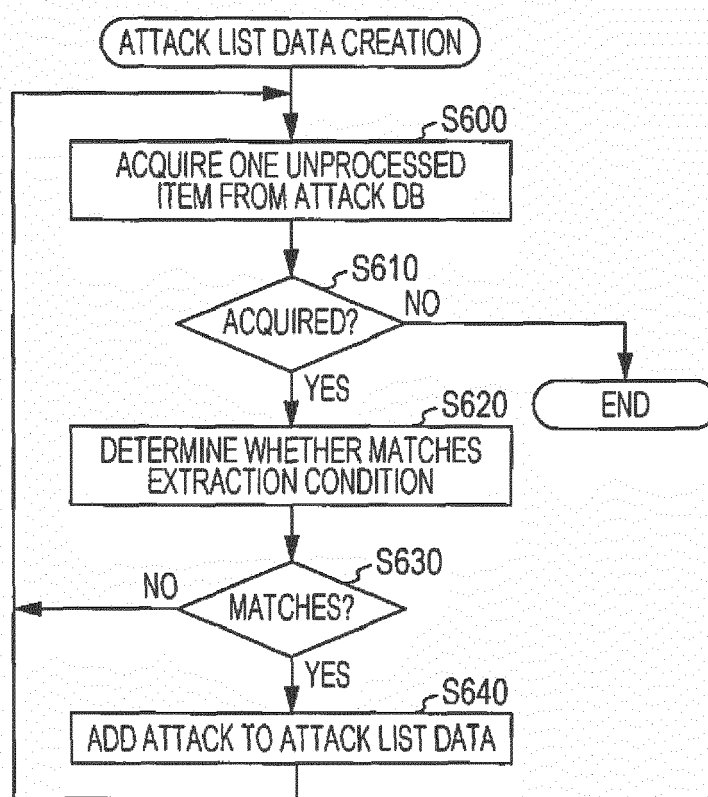 ATTACK LIST DATA CREATION
S600
ACQUIRE ONE UNPROCESSED
ITEM FROM ATTACK DB
S610
ACQUIRED?
NO
YES
END
S620
DETERMINE WHETHER MATCHES
EXTRACTION CONDITION
S630
NO
MATCHES?
YES
S640
ADD ATTACK TO ATTACK LIST DATA